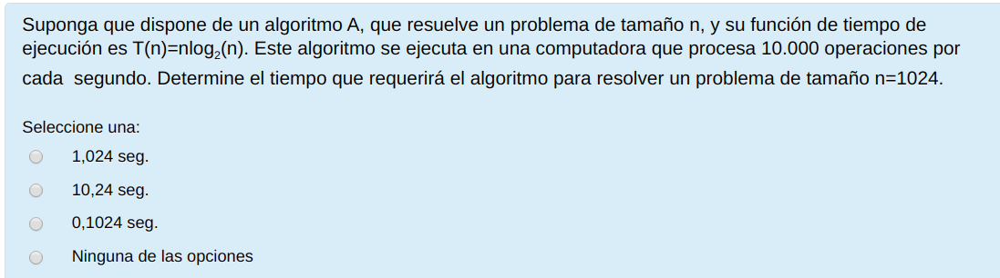 Suponga que dispone de un algoritmo A, que resuelve un problema de tamaño n, y su función de tiempo de
ejecución es T(n)=nlog₂(n). Este algoritmo se ejecuta en una computadora que procesa 10.000 operaciones por
cada segundo. Determine el tiempo que requerirá el algoritmo para resolver un problema de tamaño n=1024.
Seleccione una:
1,024 seg.
10,24 seg.
0,1024 seg.
Ninguna de las opciones